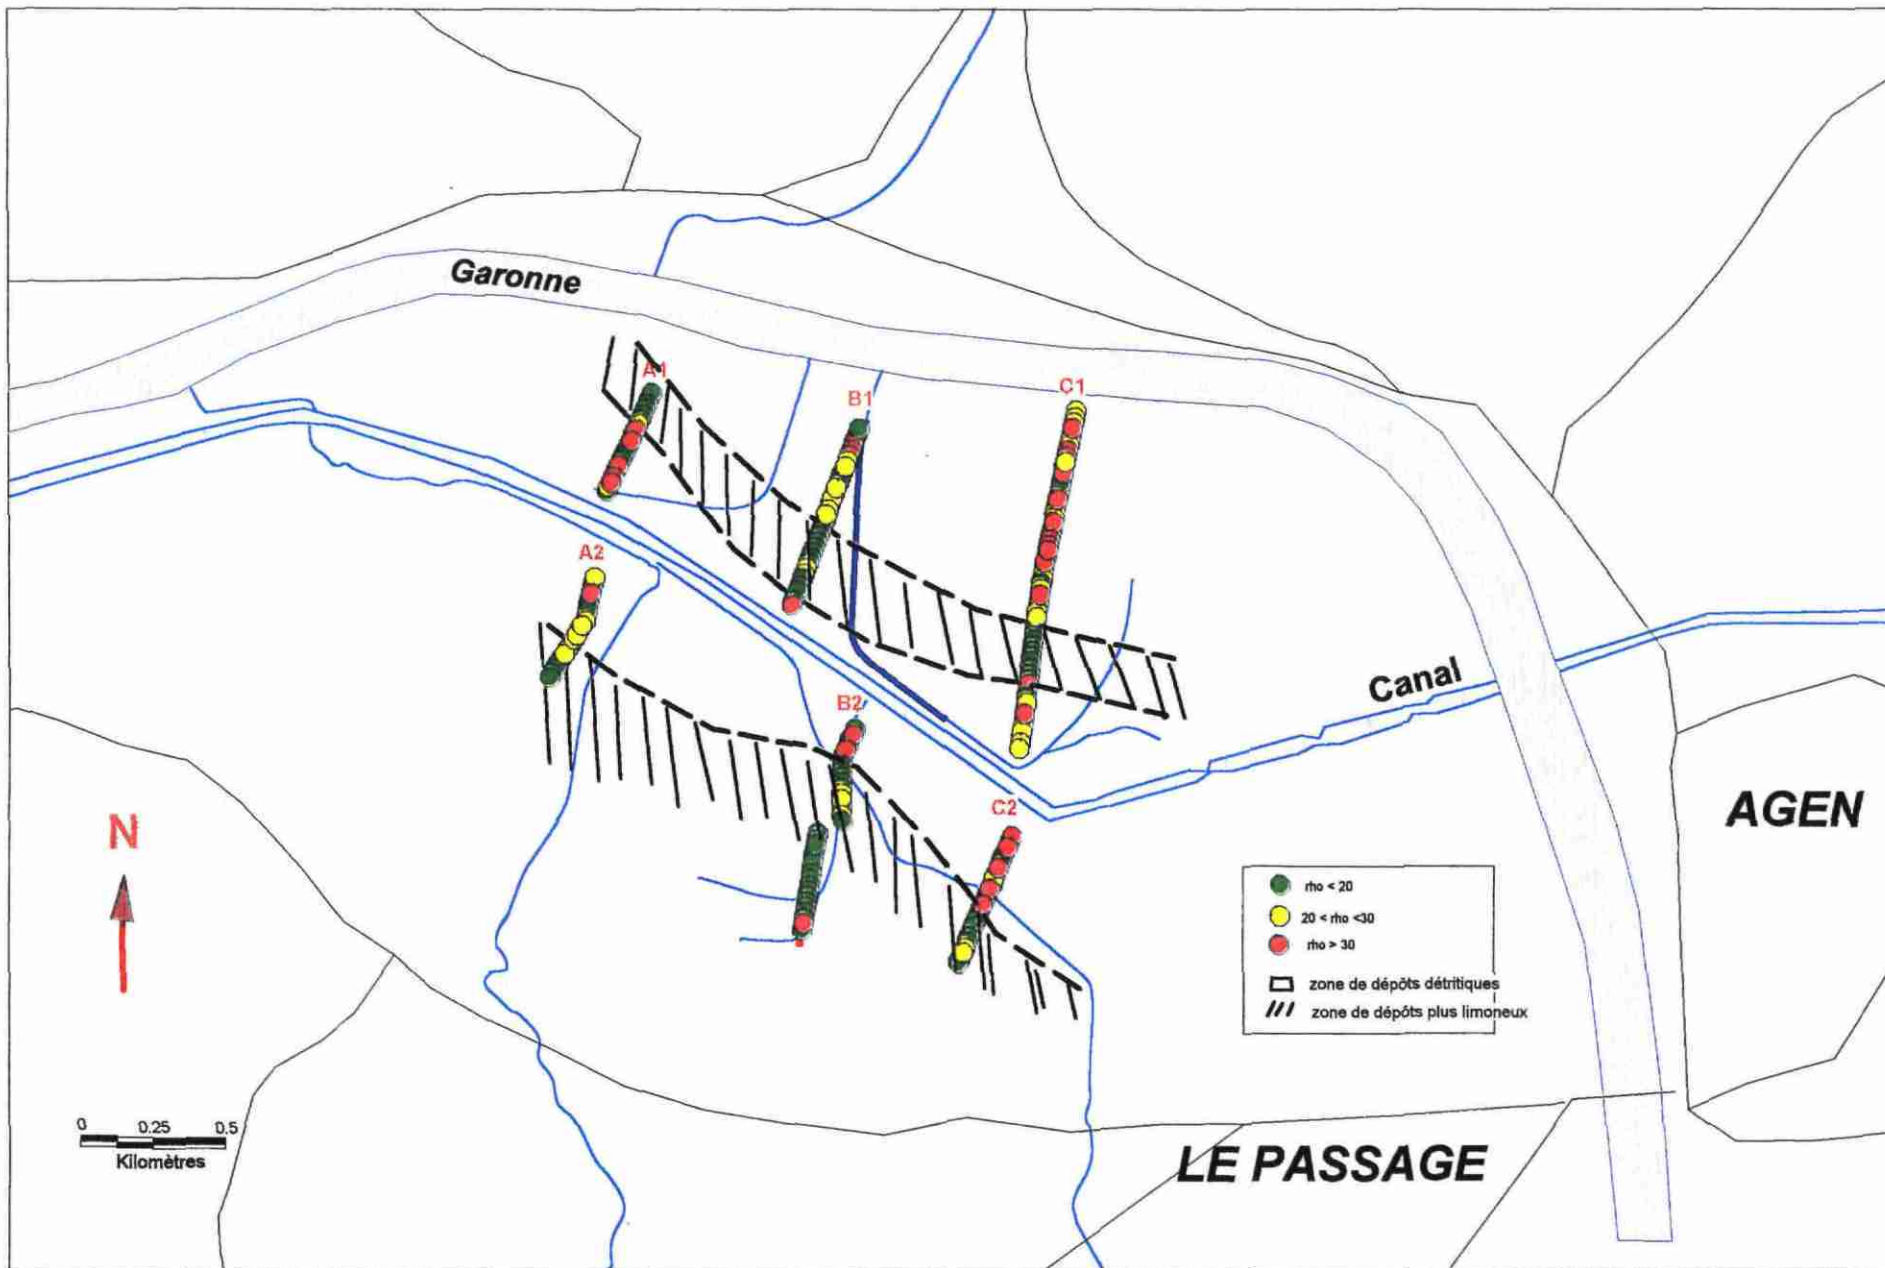 Garonne
A1
B1
C1
A2
B2
Canal
C2
AGEN
N
rho < 20
20 < rho <30
rho > 30
zone de dépôts détritiques
zone de dépôts plus limoneux
0 0.25 0.5
Kilomètres
LE PASSAGE